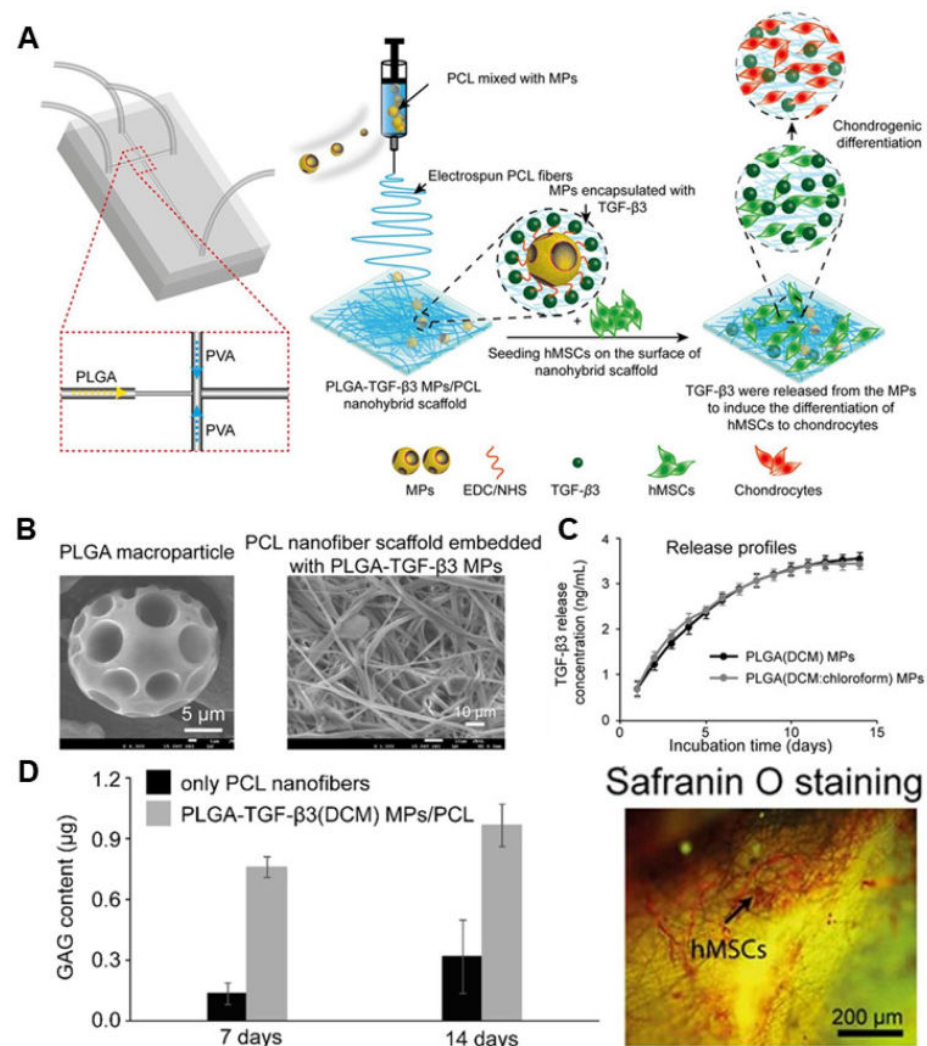 A
PCL mixed with MPs
Electrospun PCL fibers
MPs encapsulated with
TGF-β3
Chondrogenic
differentiation
PLGA
PVA
PVA
PLGA-TGF-β3 MPs/PCL
nanohybrid scaffold
+
Seeding hMSCs on the surface of
nanohybrid scaffold
TGF-β3 were released from the MPs
to induce the differentiation of
hMSCs to chondrocytes
MPs
EDC/NHS
TGF-β3
hMSCs
Chondrocytes
B
PLGA macroparticle
5 μm
PCL nanofiber scaffold embedded
with PLGA-TGF-β3 MPs
10 μm
C
Release profiles
TGF-β3 release
concentration (ng/mL)
4
3
2
1
0
PLGA(DCM) MPs
PLGA(DCM:chloroform) MPs
0 5 10 15
Incubation time (days)
D
only PCL nanofibers
PLGA-TGF-β3(DCM) MPs/PCL
GAG content (μg)
1.2
0.9
0.6
0.3
0.0
7 days
14 days
Safranin O staining
hMSCs
200 μm